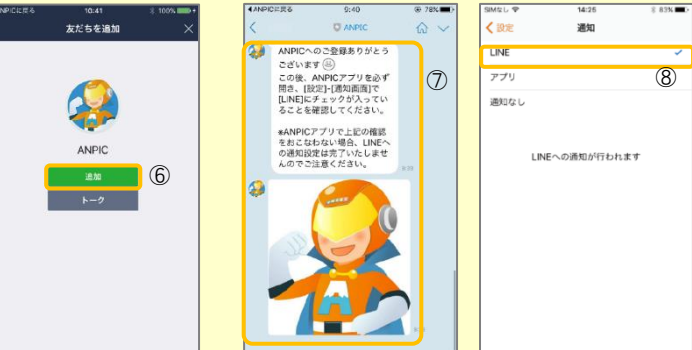 NPICに戻る 10:41 100%
友だちを追加 ×
ANPIC
追加
⑥
トーク
ANPICに戻る 9:40 78%
ANPIC
ANPICへのご登録ありがとう
ございます
この後、ANPICアプリを必ず
開き、[設定]-[通知画面]で
[LINE]にチェックが入ってい
ることを確認してください。
※ANPICアプリで上記の確認
をおこなわない場合、LINEへ
の通知設定は完了いたしませ
んのでご注意ください。
9:39
⑦
SIMなし 14:26 83%
設定 通知
LINE
⑧
アプリ
通知なし
LINEへの通知が行われます